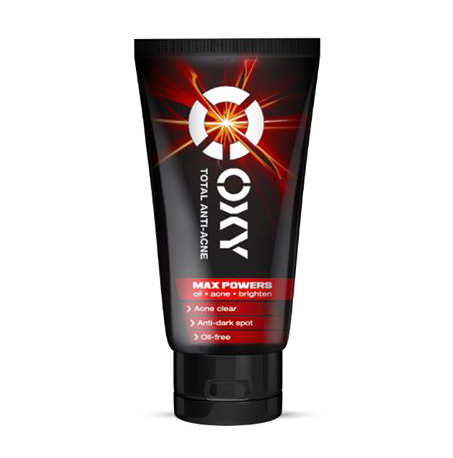 OXY
TOTAL ANTI-ACNE
MAX POWERS
oil • acne • brighten
Acne clear
Anti-dark spot
Oil-free